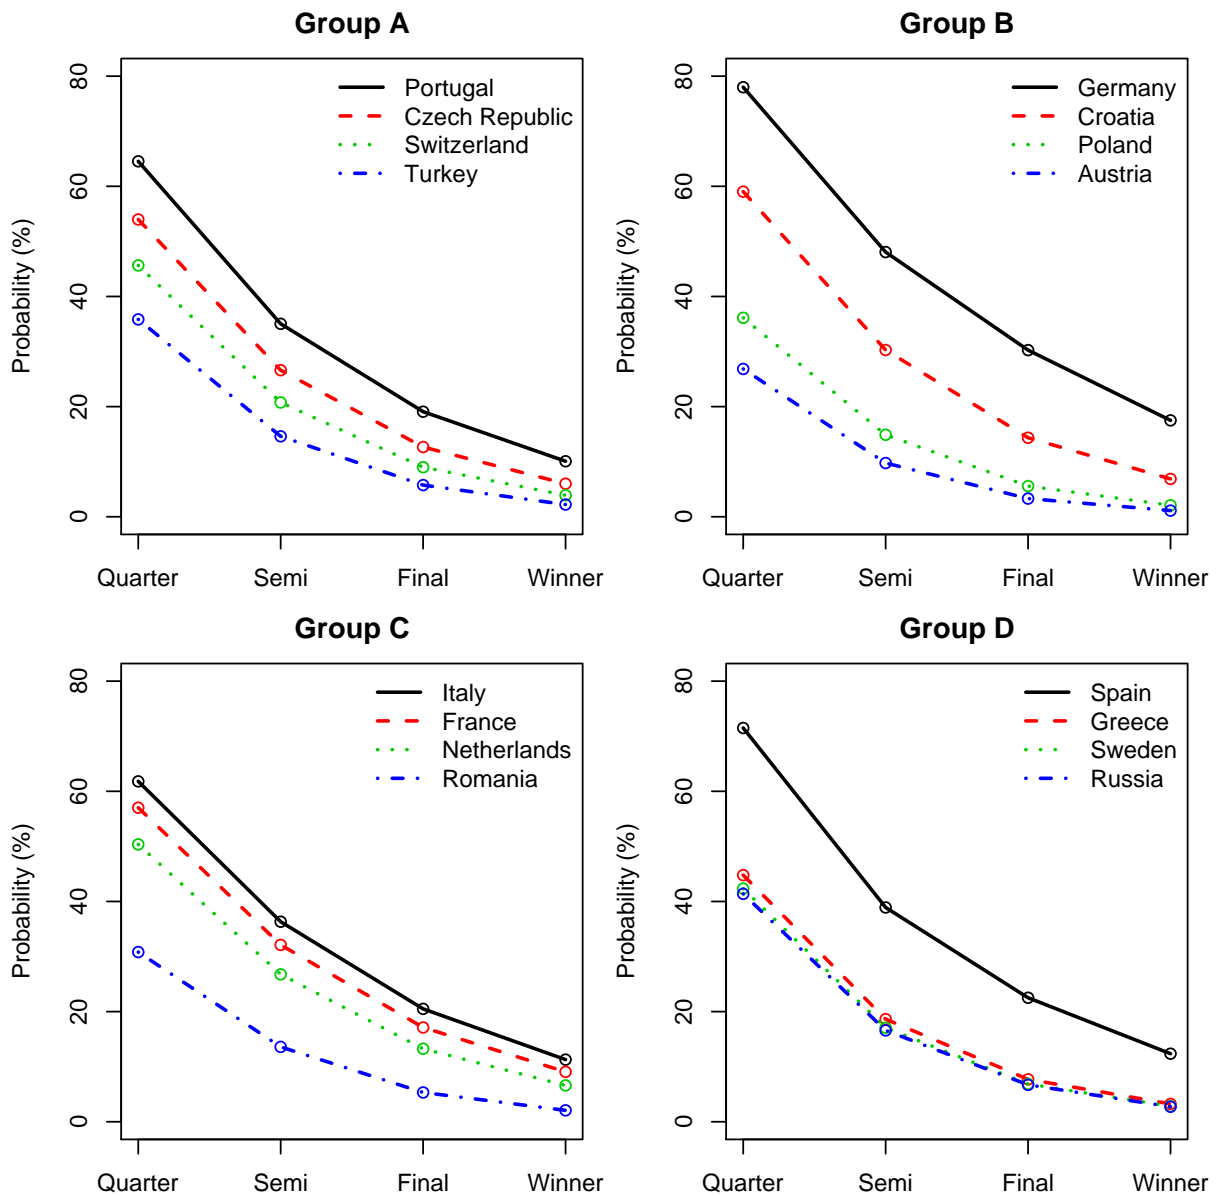 Group A
Probability (%)
80
60
40
20
0
Portugal
Czech Republic
Switzerland
Turkey
Quarter Semi Final Winner
Group B
Probability (%)
80
60
40
20
0
Germany
Croatia
Poland
Austria
Quarter Semi Final Winner
Group C
Probability (%)
80
60
40
20
0
Italy
France
Netherlands
Romania
Quarter Semi Final Winner
Group D
Probability (%)
80
60
40
20
0
Spain
Greece
Sweden
Russia
Quarter Semi Final Winner